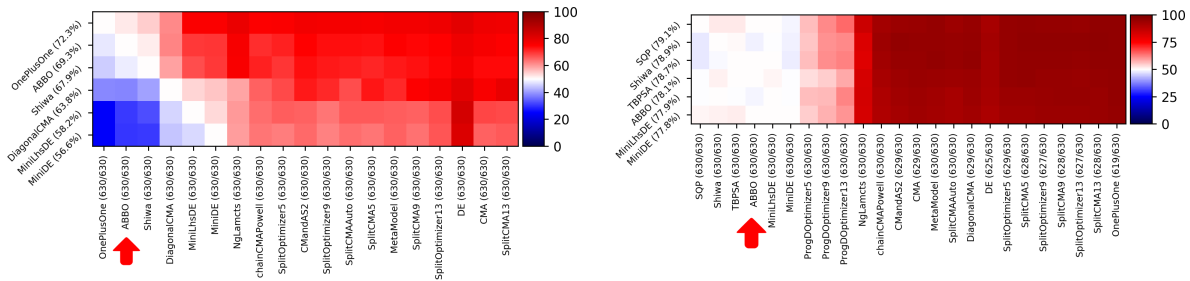 OnePlusOne (72.3%)
ABBO (69.3%)
Shiwa (67.9%)
DiagonalCMA (63.8%)
MiniLhsDE (58.2%)
MiniDE (56.6%)
OnePlusOne (630/630)
ABBO (630/630)
Shiwa (630/630)
DiagonalCMA (630/630)
MiniLhsDE (630/630)
MiniDE (630/630)
NgLamcts (630/630)
chainCMAPowell (630/630)
SplitOptimizer5 (630/630)
CMandAS2 (630/630)
SplitOptimizer9 (630/630)
SplitCMAAuto (630/630)
SplitCMA5 (630/630)
MetaModel (630/630)
SplitCMA9 (630/630)
SplitOptimizer13 (630/630)
DE (630/630)
CMA (630/630)
SplitCMA13 (630/630)
100
80
60
40
20
0
SQP (79.1%)
Shiwa (78.9%)
TBPSA (78.7%)
ABBO (78.1%)
MiniLhsDE (77.9%)
MiniDE (77.8%)
SQP (630/630)
Shiwa (630/630)
TBPSA (630/630)
ABBO (630/630)
MiniLhsDE (630/630)
MiniDE (630/630)
ProgDOptimizer5 (630/630)
ProgDOptimizer9 (630/630)
ProgDOptimizer13 (630/630)
NgLamcts (630/630)
chainCMAPowell (630/630)
CMandAS2 (629/630)
CMA (629/630)
MetaModel (630/630)
SplitCMAAuto (630/630)
DiagonalCMA (629/630)
DE (625/630)
SplitOptimizer5 (629/630)
SplitCMA5 (628/630)
SplitOptimizer9 (627/630)
SplitCMA9 (628/630)
SplitOptimizer13 (627/630)
SplitCMA13 (628/630)
OnePlusOne (619/630)
100
75
50
25
0